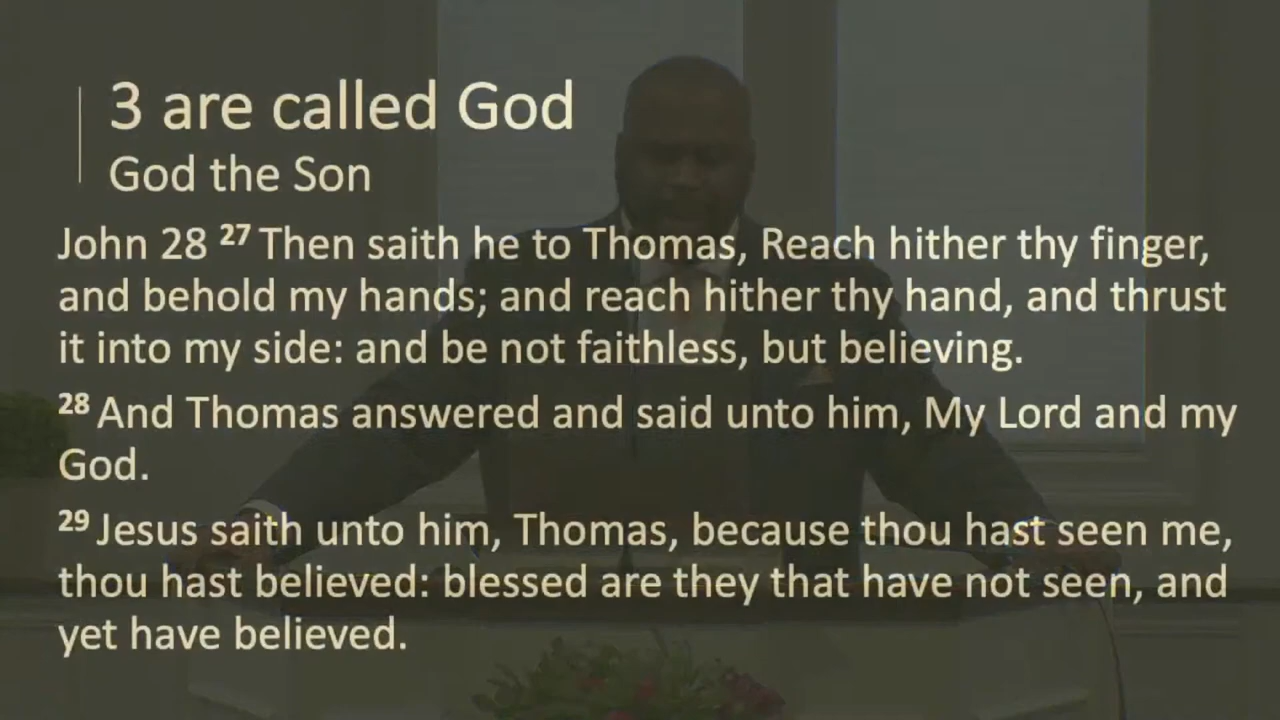 3 are called God
God the Son
John 28 27 Then saith he to Thomas, Reach hither thy finger,
and behold my hands; and reach hither thy hand, and thrust
it into my side: and be not faithless, but believing.
28 And Thomas answered and said unto him, My Lord and my
God.
29 Jesus saith unto him, Thomas, because thou hast seen me,
thou hast believed: blessed are they that have not seen, and
yet have believed.